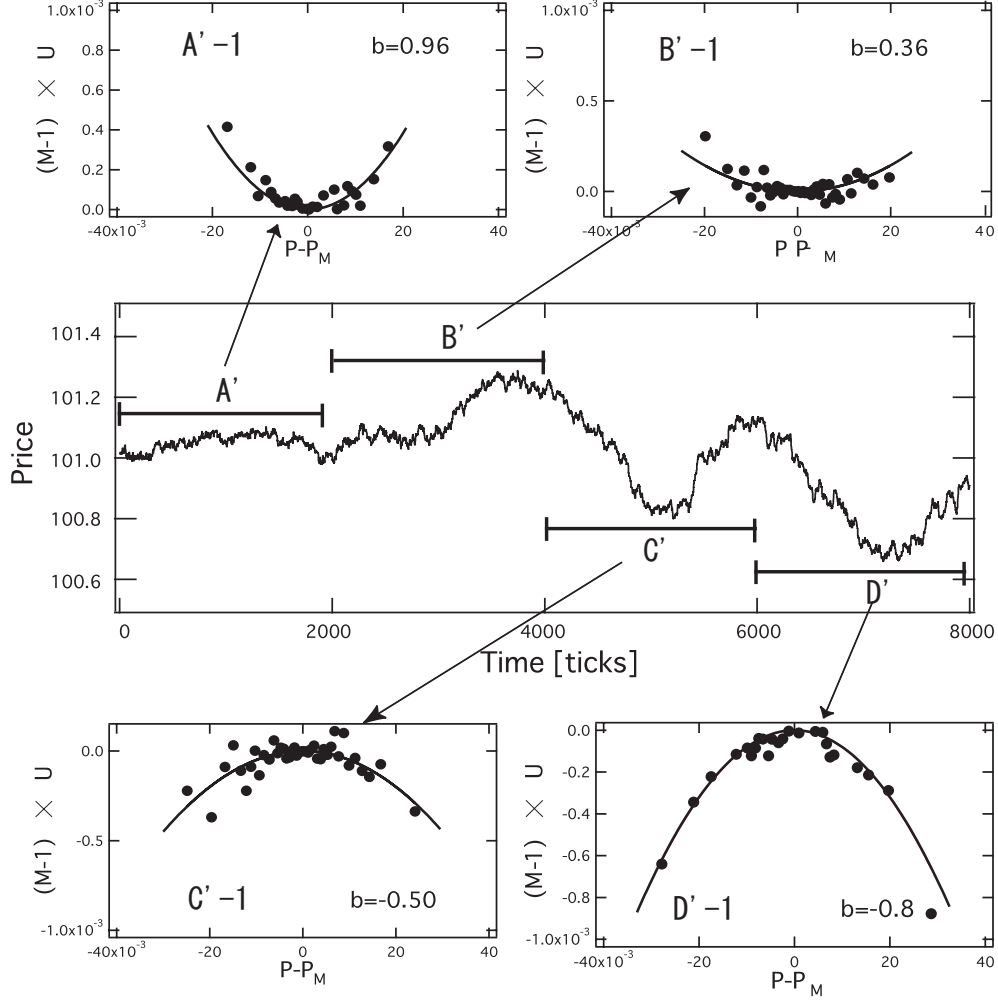 1.0x10-3
0.8
0.6
0.4
0.2
0.0
(M-1) × U
A'-1
b=0.96
-40x10-3
-20
0
20
40
P-PM
1.0x10-3
0.5
0.0
(M-1) × U
B'-1
b=0.36
-40x10-3
-20
0
20
40
P P- M
101.4
101.2
101.0
100.8
100.6
Price
A'
B'
C'
D'
0
2000
4000
6000
8000
Time [ticks]
0.0
-0.5
-1.0x10-3
(M-1) × U
C'-1
b=-0.50
-40x10-3
-20
0
20
40
P-PM
0.0
-0.2
-0.4
-0.6
-0.8
-1.0x10-3
(M-1) × U
D'-1
b=-0.8
-40x10-3
-20
0
20
40
P-PM